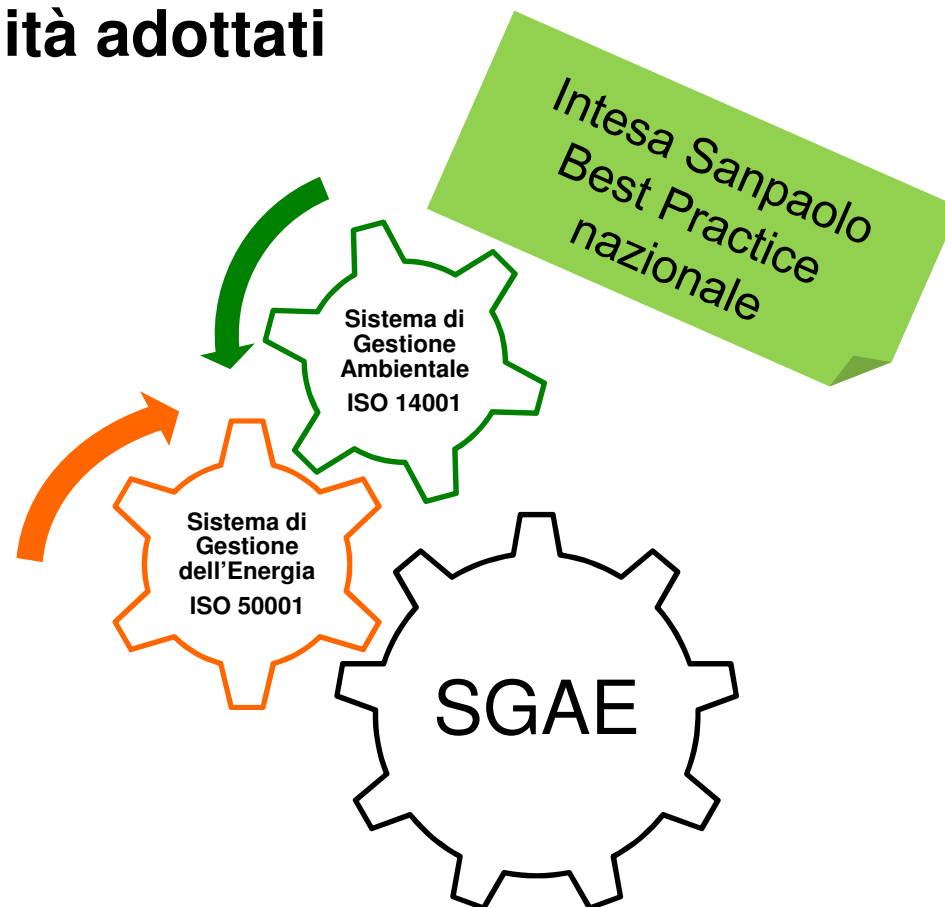 ità adottati
Intesa Sanpaolo
Best Practice
nazionale
Sistema di
Gestione
Ambientale
ISO 14001
Sistema di
Gestione
dell'Energia
ISO 50001
SGAE